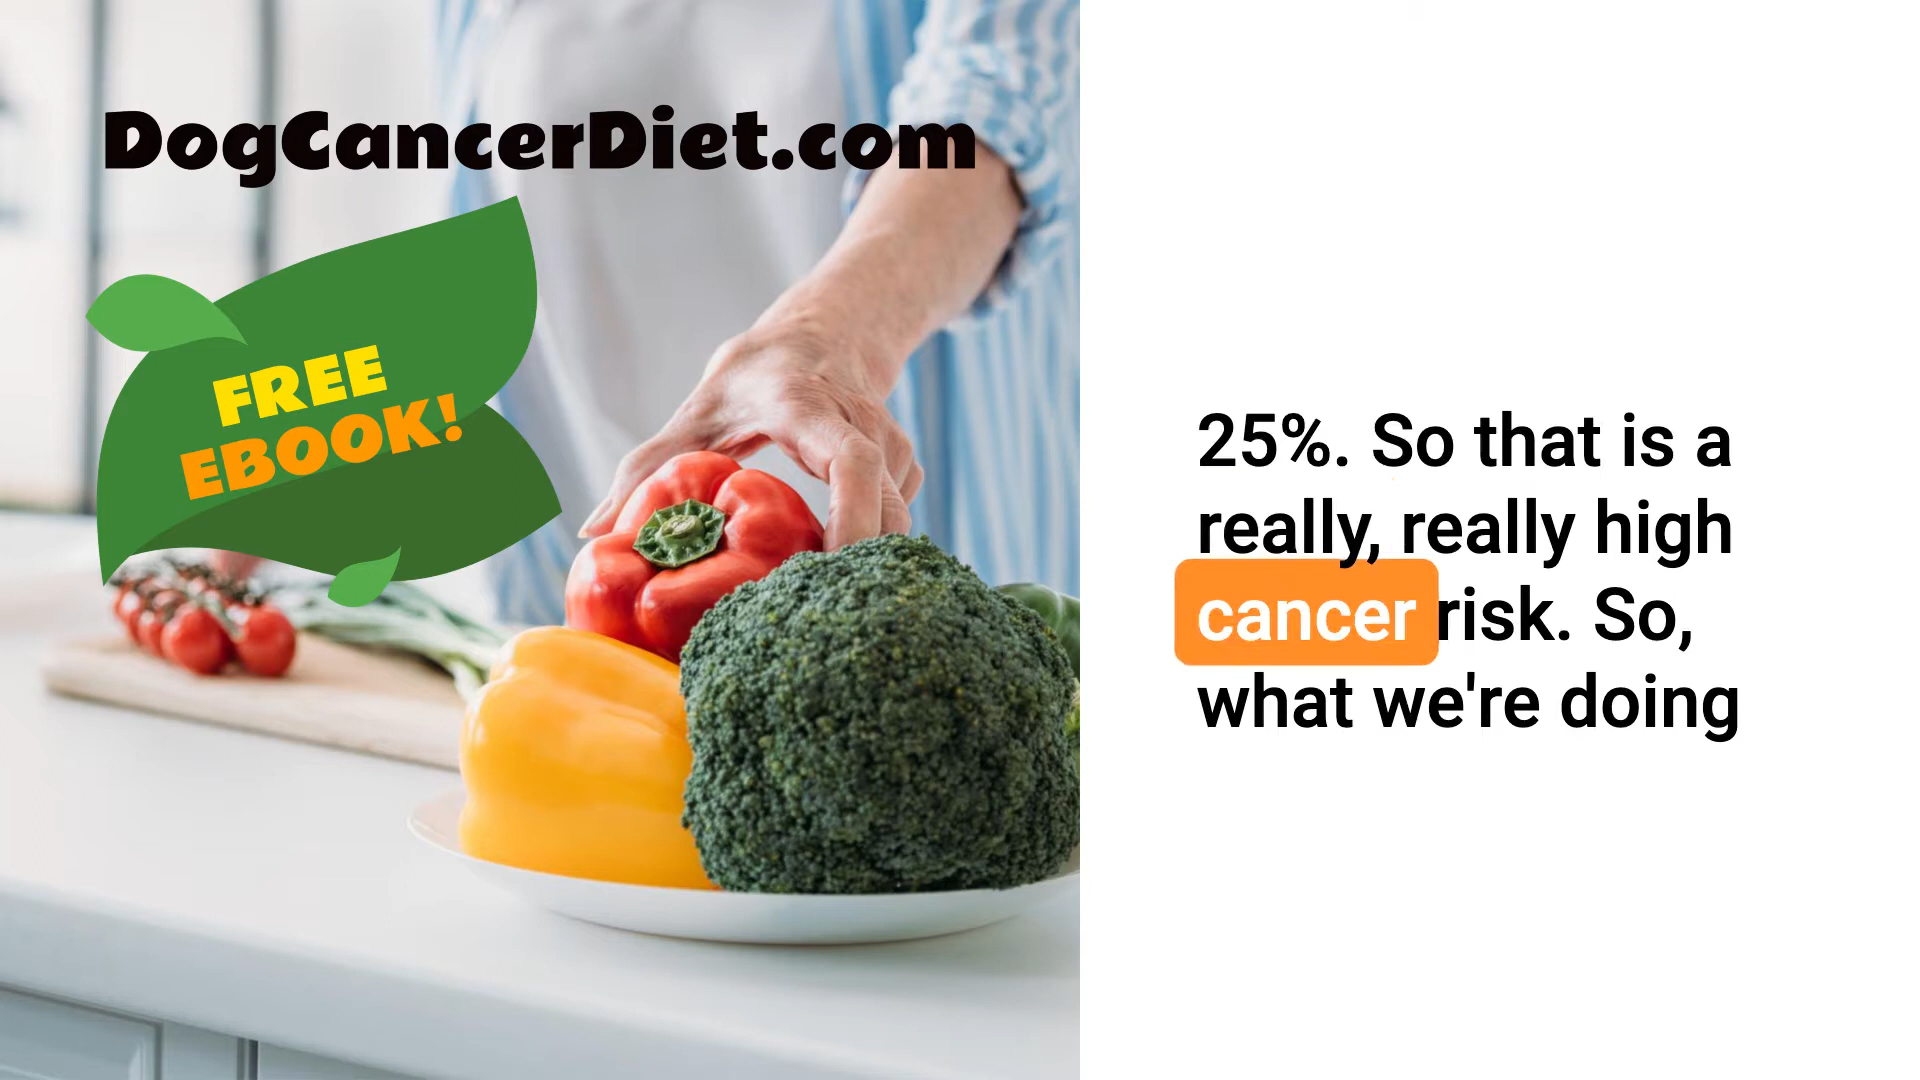 DogCancerDiet.com
FREE
EBOOK!
25%. So that is a
really, really high
cancer risk. So,
what we're doing